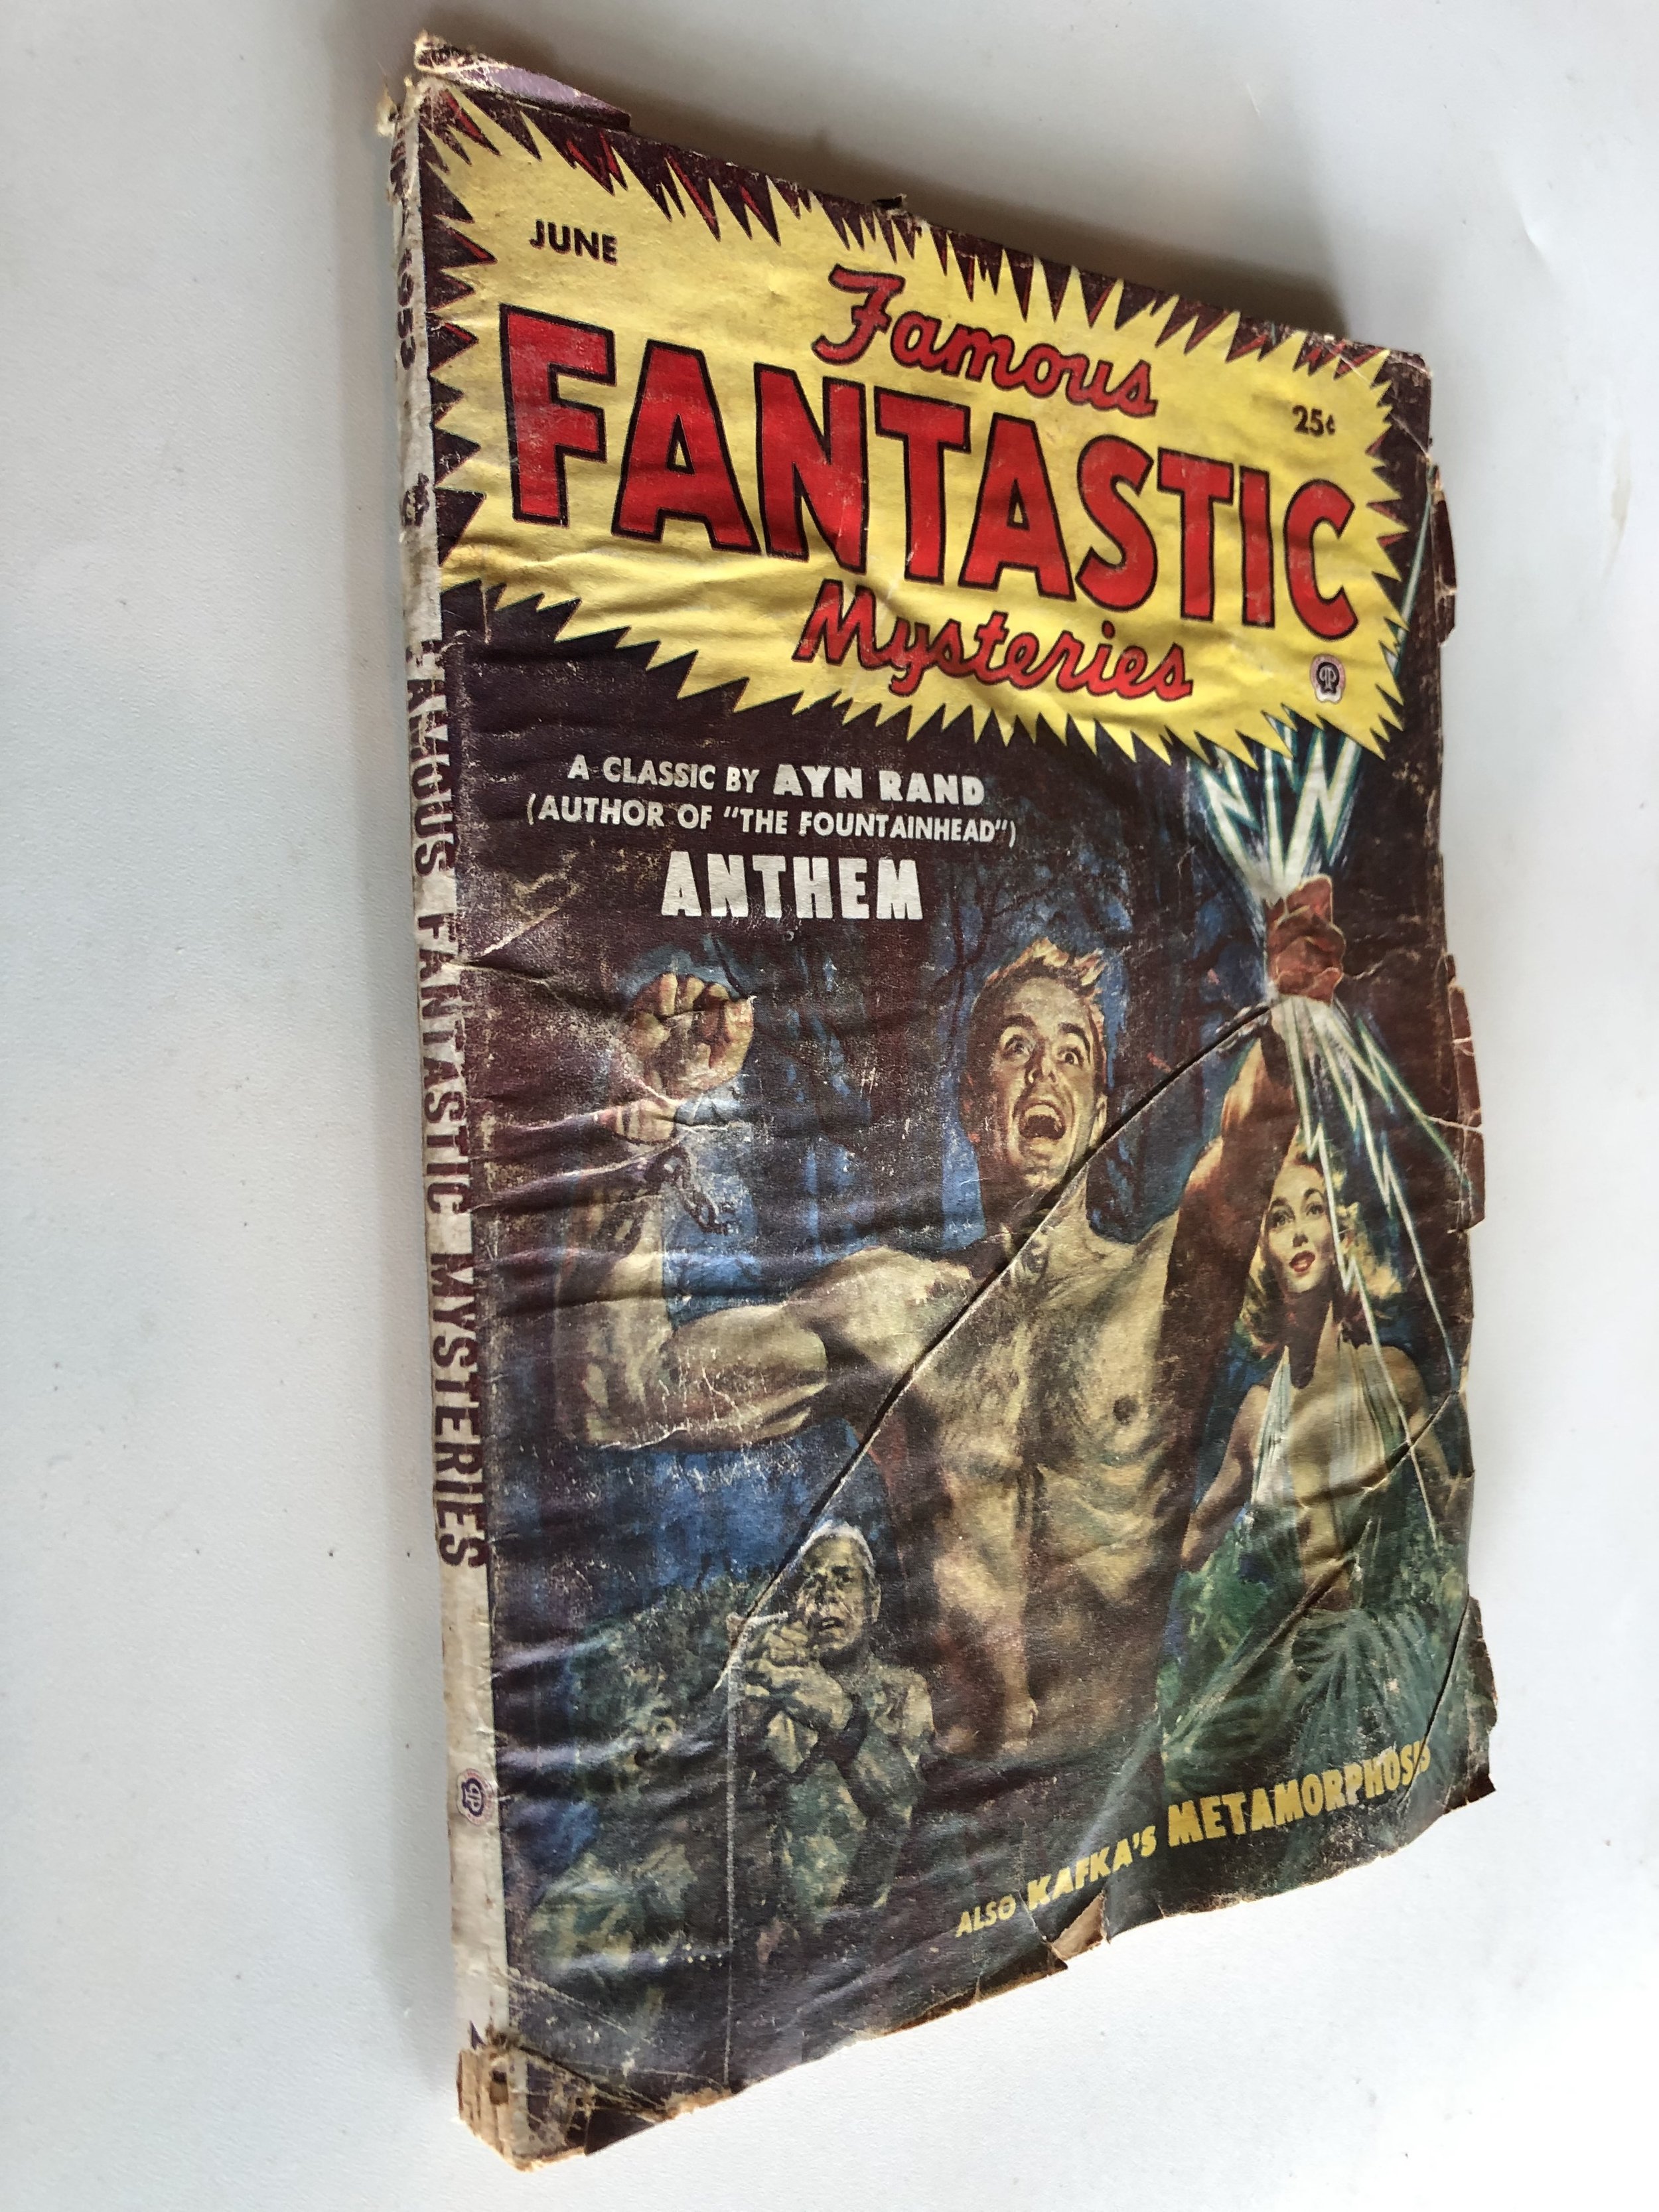 JUNE
Famous
25¢
FANTASTIC
Mysteries
A CLASSIC BY AYN RAND
(AUTHOR OF "THE FOUNTAINHEAD")
ANTHEM
ALSO KAFKA'S METAMORPHOSIS
1953
FAMOUS FANTASTIC MYSTERIES